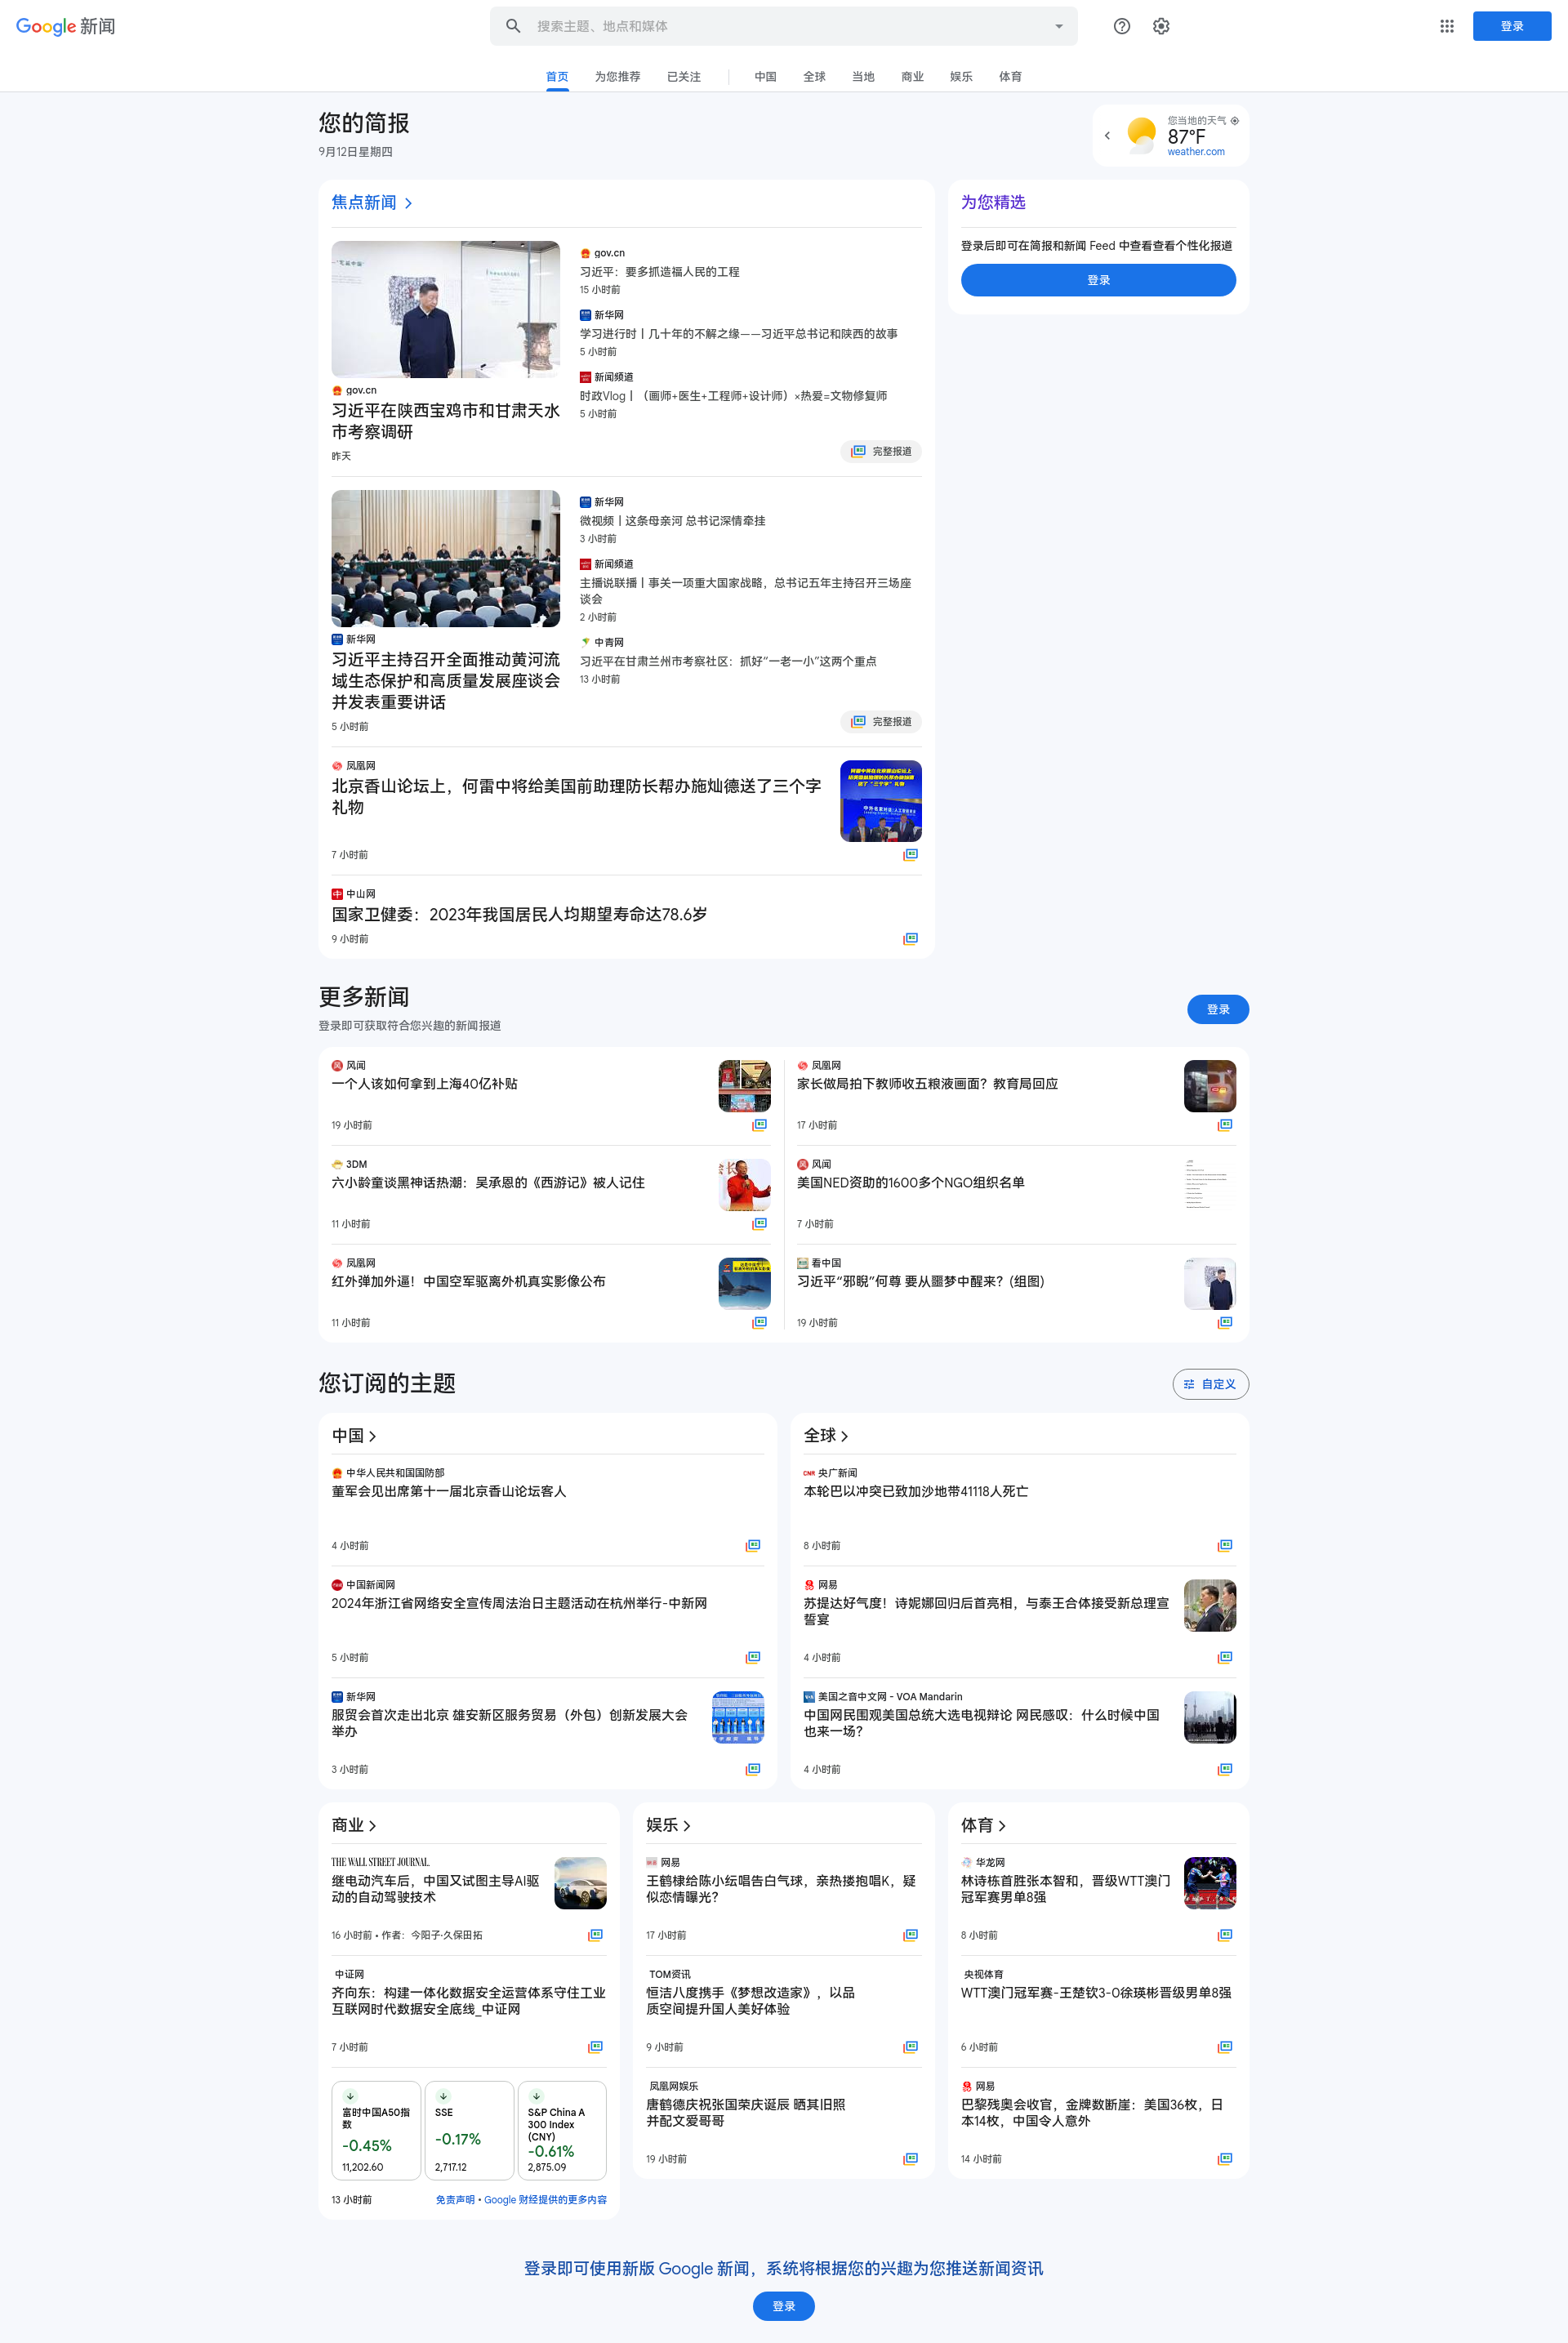 Google 新闻
搜索主题、地点和媒体
登录
首页
为您推荐
已关注
中国
全球
当地
商业
娱乐
体育
您的简报
9月12日星期四
您当地的天气
87°F
weather.com
焦点新闻
gov.cn
习近平在陕西宝鸡市和甘肃天水
市考察调研
昨天
gov.cn
习近平：要多抓造福人民的工程
15 小时前
新华网
学习进行时丨几十年的不解之缘——习近平总书记和陕西的故事
5 小时前
新闻频道
时政Vlog丨（画师+医生+工程师+设计师）×热爱=文物修复师
5 小时前
完整报道
新华网
习近平主持召开全面推动黄河流
域生态保护和高质量发展座谈会
并发表重要讲话
5 小时前
新华网
微视频丨这条母亲河 总书记深情牵挂
3 小时前
新闻频道
主播说联播丨事关一项重大国家战略，总书记五年主持召开三场座
谈会
2 小时前
中青网
习近平在甘肃兰州市考察社区：抓好“一老一小”这两个重点
13 小时前
完整报道
凤凰网
北京香山论坛上，何雷中将给美国前助理防长帮办施灿德送了三个字
礼物
7 小时前
中山网
国家卫健委：2023年我国居民人均期望寿命达78.6岁
9 小时前
为您精选
登录后即可在简报和新闻 Feed 中查看查看个性化报道
登录
更多新闻
登录即可获取符合您兴趣的新闻报道
登录
风闻
一个人该如何拿到上海40亿补贴
19 小时前
3DM
六小龄童谈黑神话热潮：吴承恩的《西游记》被人记住
11 小时前
凤凰网
红外弹加外逼！中国空军驱离外机真实影像公布
11 小时前
凤凰网
家长做局拍下教师收五粮液画面？教育局回应
17 小时前
风闻
美国NED资助的1600多个NGO组织名单
7 小时前
看中国
习近平“邪睨”何尊 要从噩梦中醒来？(组图)
19 小时前
您订阅的主题
自定义
中国
中华人民共和国国防部
董军会见出席第十一届北京香山论坛客人
4 小时前
中国新闻网
2024年浙江省网络安全宣传周法治日主题活动在杭州举行-中新网
5 小时前
新华网
服贸会首次走出北京 雄安新区服务贸易（外包）创新发展大会
举办
3 小时前
全球
央广新闻
本轮巴以冲突已致加沙地带41118人死亡
8 小时前
网易
苏提达好气度！诗妮娜回归后首亮相，与泰王合体接受新总理宣
誓宴
4 小时前
美国之音中文网 - VOA Mandarin
中国网民围观美国总统大选电视辩论 网民感叹：什么时候中国
也来一场？
4 小时前
商业
THE WALL STREET JOURNAL.
继电动汽车后，中国又试图主导AI驱
动的自动驾驶技术
16 小时前 • 作者：今阳子·久保田拓
中证网
齐向东：构建一体化数据安全运营体系守住工业
互联网时代数据安全底线_中证网
7 小时前
富时中国A50指
数
-0.45%
11,202.60
SSE
-0.17%
2,717.12
S&P China A
300 Index
(CNY)
-0.61%
2,875.09
13 小时前
免责声明 • Google 财经提供的更多内容
娱乐
网易
王鹤棣给陈小纭唱告白气球，亲热搂抱唱K，疑
似恋情曝光？
17 小时前
TOM资讯
恒洁八度携手《梦想改造家》，以品
质空间提升国人美好体验
9 小时前
凤凰网娱乐
唐鹤德庆祝张国荣庆诞辰 晒其旧照
并配文爱哥哥
19 小时前
体育
华龙网
林诗栋首胜张本智和，晋级WTT澳门
冠军赛男单8强
8 小时前
央视体育
WTT澳门冠军赛-王楚钦3-0徐瑛彬晋级男单8强
6 小时前
网易
巴黎残奥会收官，金牌数断崖：美国36枚，日
本14枚，中国令人意外
14 小时前
登录即可使用新版 Google 新闻，系统将根据您的兴趣为您推送新闻资讯
登录